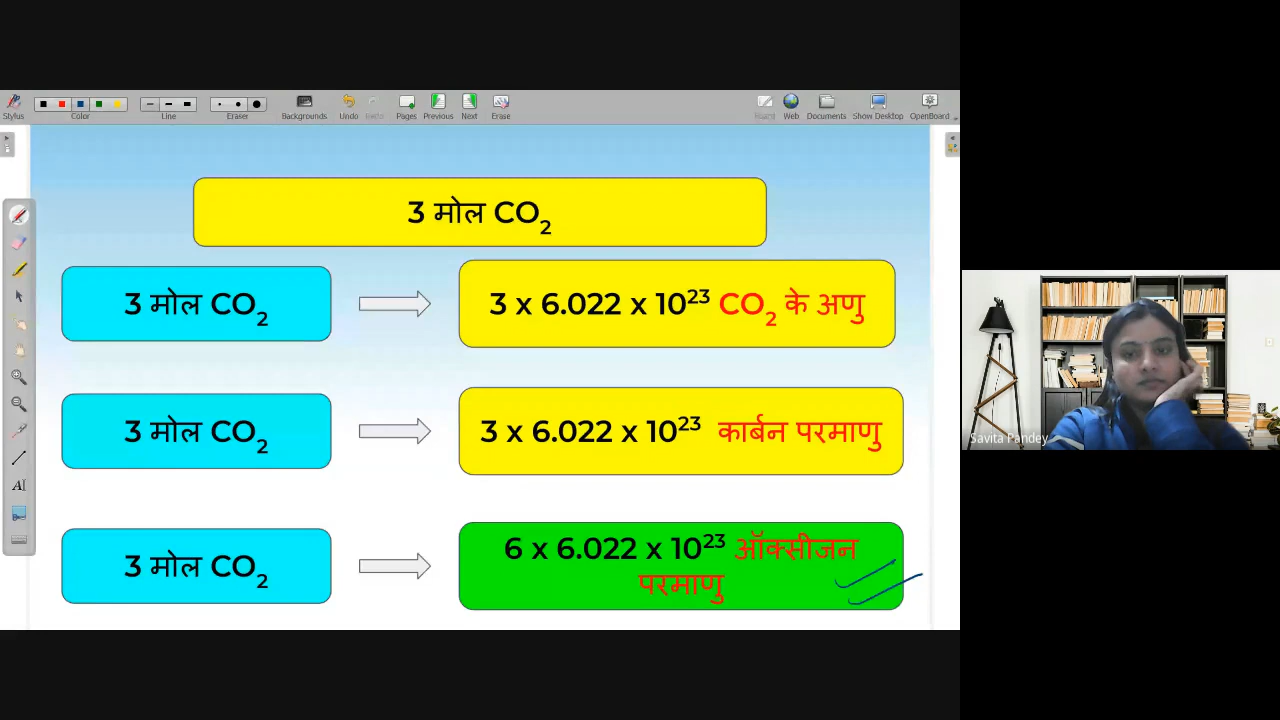 Stylus
Color
Line
Eraser
Backgrounds
Undo
Redo
Pages
Previous
Next
Erase
Board
Web
Documents
Show Desktop
OpenBoard
3 मोल CO₂
3 मोल CO₂
3 x 6.022 x 10²³ CO₂ के अणु
3 मोल CO₂
3 x 6.022 x 10²³ कार्बन परमाणु
3 मोल CO₂
6 x 6.022 x 10²³ ऑक्सीजन
परमाणु
Savita Pandey